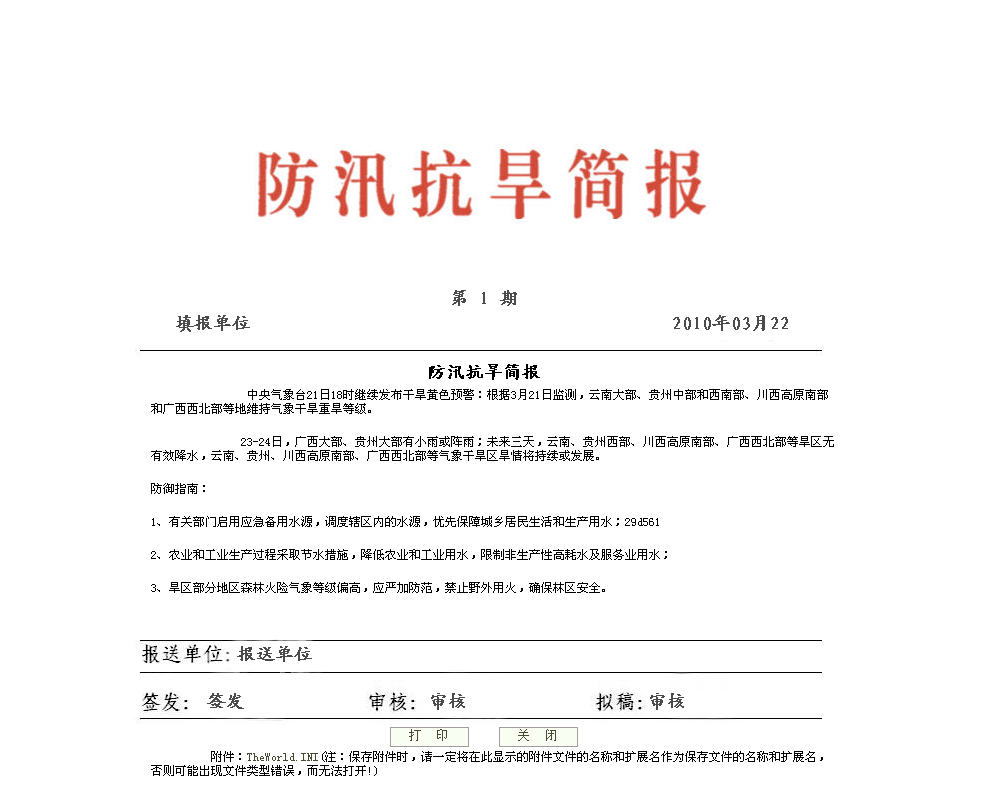 防汛抗旱简报
第 1 期
填报单位 2010年03月22
防汛抗旱简报
中央气象台21日18时继续发布干旱黄色预警：根据3月21日监测，云南大部、贵州中部和西南部、川西高原南部
和广西西北部等地维持气象干旱重旱等级。
23-24日，广西大部、贵州大部有小雨或阵雨；未来三天，云南、贵州西部、川西高原南部、广西西北部等旱区无
有效降水，云南、贵州、川西高原南部、广西西北部等气象干旱区旱情将持续或发展。
防御指南：
1、有关部门启用应急备用水源，调度辖区内的水源，优先保障城乡居民生活和生产用水；29d561
2、农业和工业生产过程采取节水措施，降低农业和工业用水，限制非生产性高耗水及服务业用水；
3、旱区部分地区森林火险气象等级偏高，应严加防范，禁止野外用火，确保林区安全。
报送单位: 报送单位
签发: 签发 审核: 审核 拟稿: 审核
打 印 关 闭
附件：TheWorld.INI(注：保存附件时，请一定将在此显示的附件文件的名称和扩展名作为保存文件的名称和扩展名，
否则可能出现文件类型错误，而无法打开!)